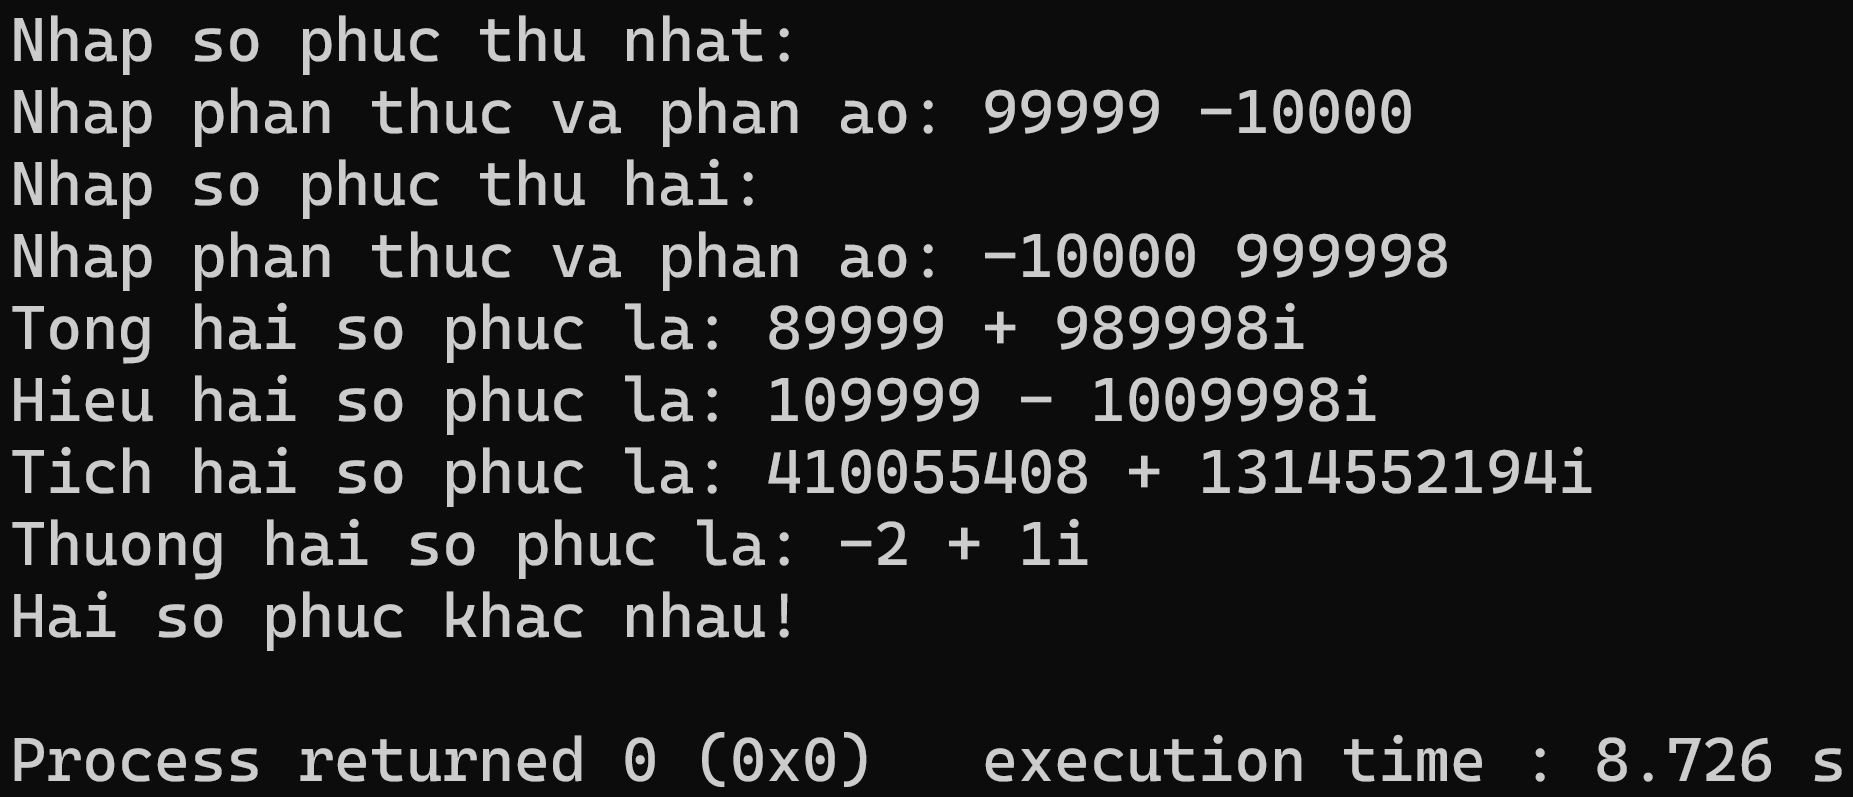 Nhap so phuc thu nhat:
Nhap phan thuc va phan ao: 99999 -10000
Nhap so phuc thu hai:
Nhap phan thuc va phan ao: -10000 999998
Tong hai so phuc la: 89999 + 989998i
Hieu hai so phuc la: 109999 - 1009998i
Tich hai so phuc la: 410055408 + 1314552194i
Thuong hai so phuc la: -2 + 1i
Hai so phuc khac nhau!
Process returned 0 (0x0)   execution time : 8.726 s